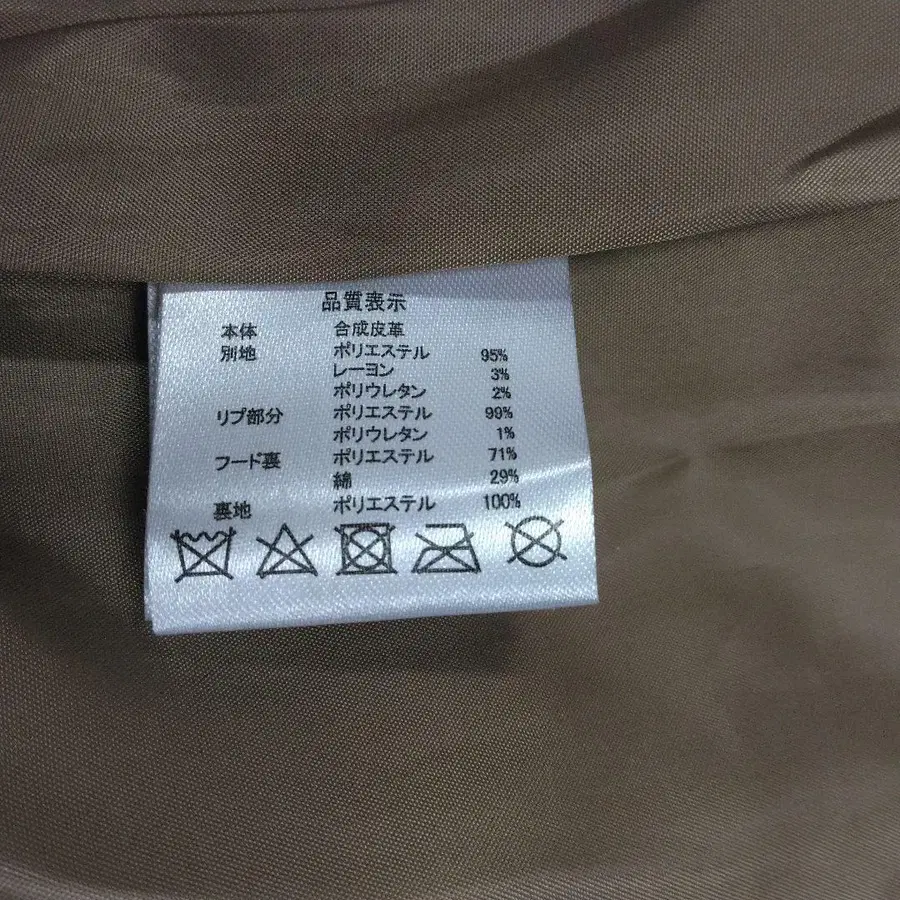 品質表示
本体 合成皮革
別地 ポリエステル 95%
レーヨン 3%
ポリウレタン 2%
リブ部分 ポリエステル 99%
ポリウレタン 1%
フード裏 ポリエステル 71%
綿 29%
裏地 ポリエステル 100%